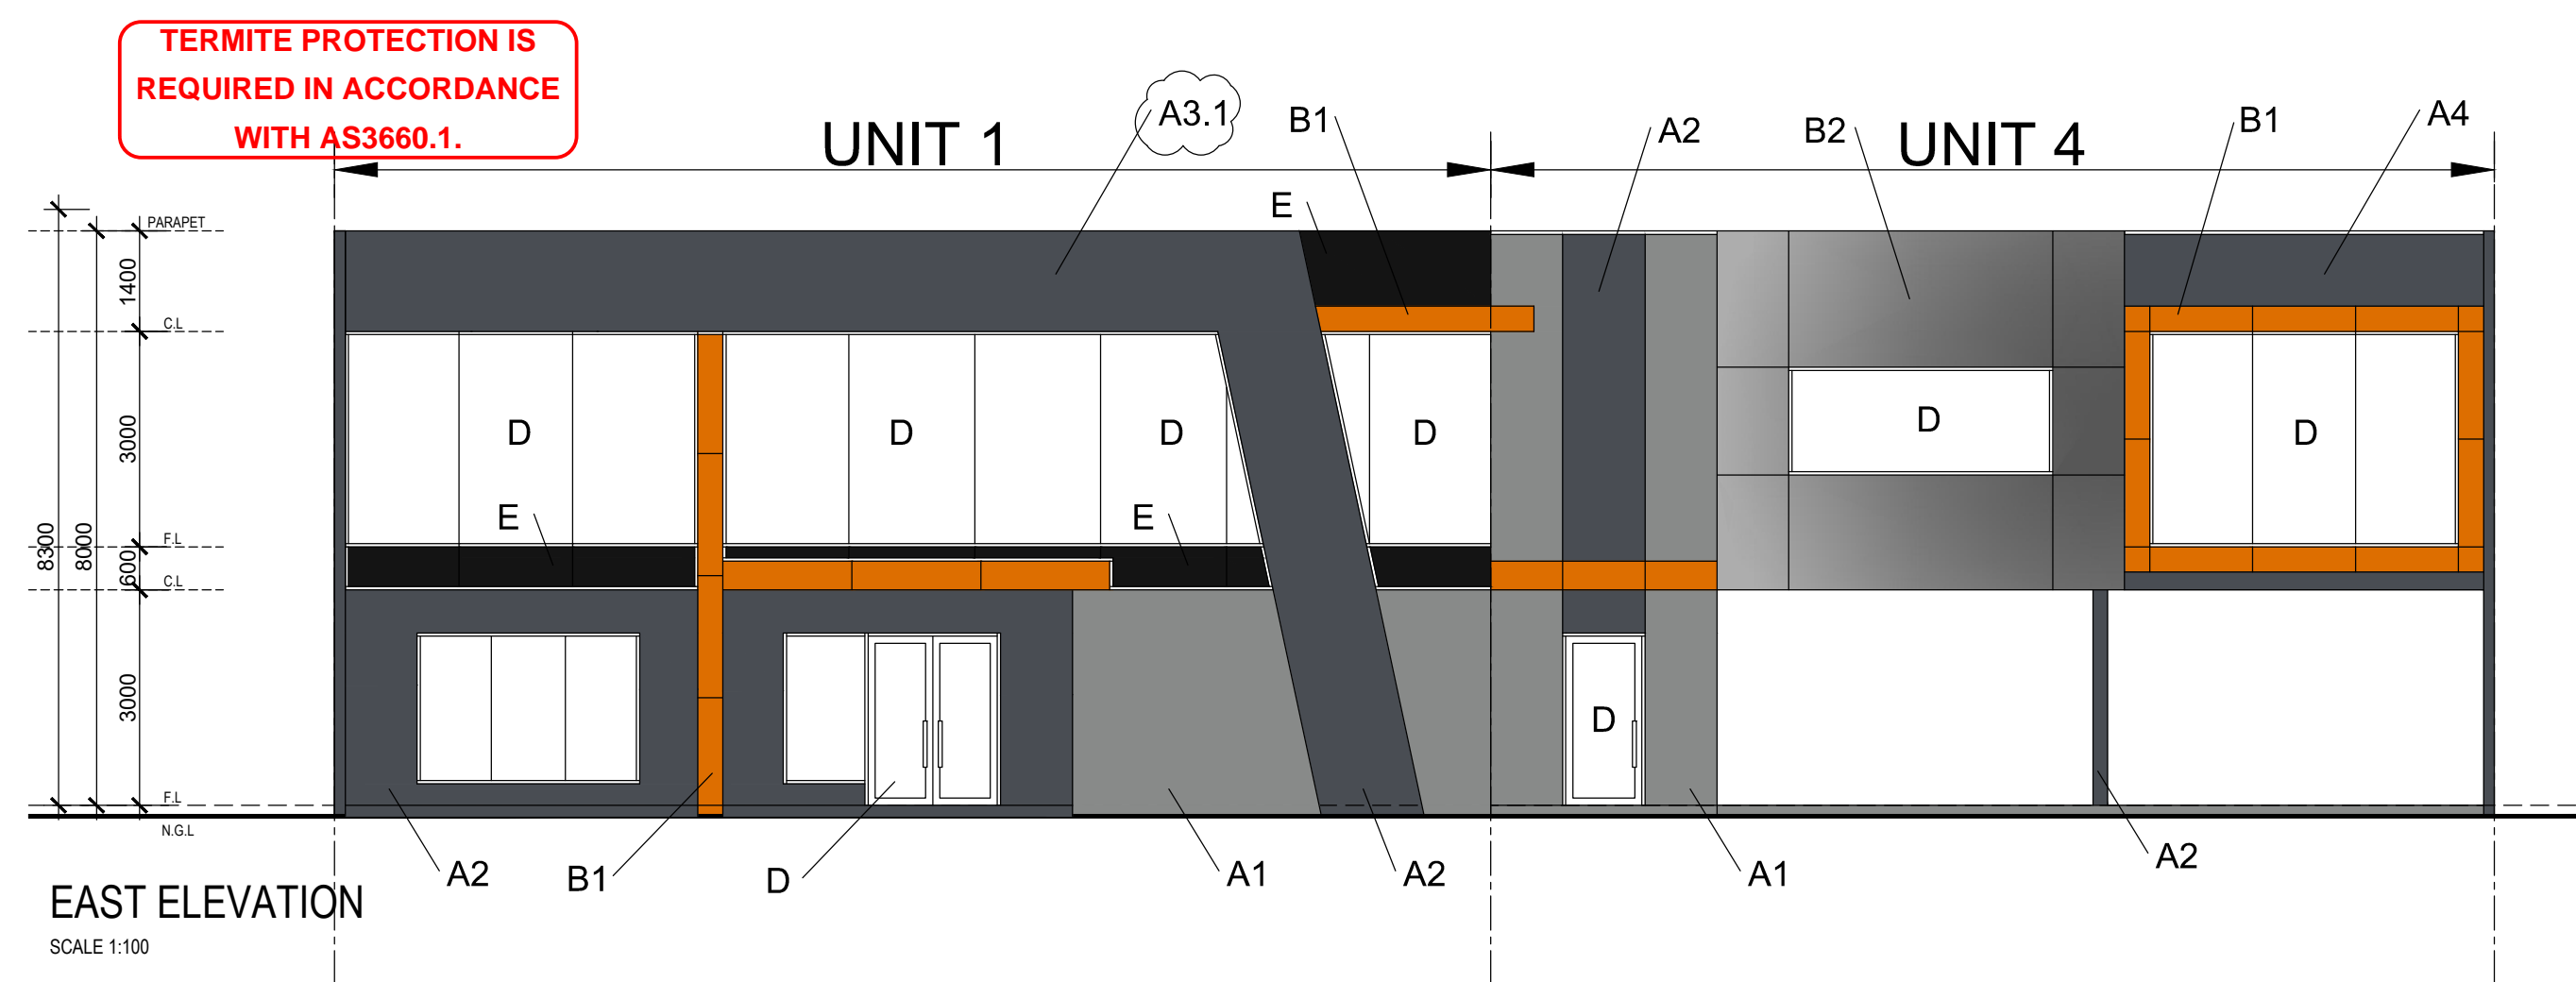 TERMITE PROTECTION IS
REQUIRED IN ACCORDANCE
WITH AS3660.1.
UNIT 1
A3.1
B1
A2
B2
UNIT 4
B1
A4
E
PARAPET
1400
C.L
3000
D
D
D
D
D
D
E
E
8300
8000
F.L
600
C.L
3000
D
F.L
N.G.L
A2
B1
D
A1
A2
A1
A2
EAST ELEVATION
SCALE 1:100